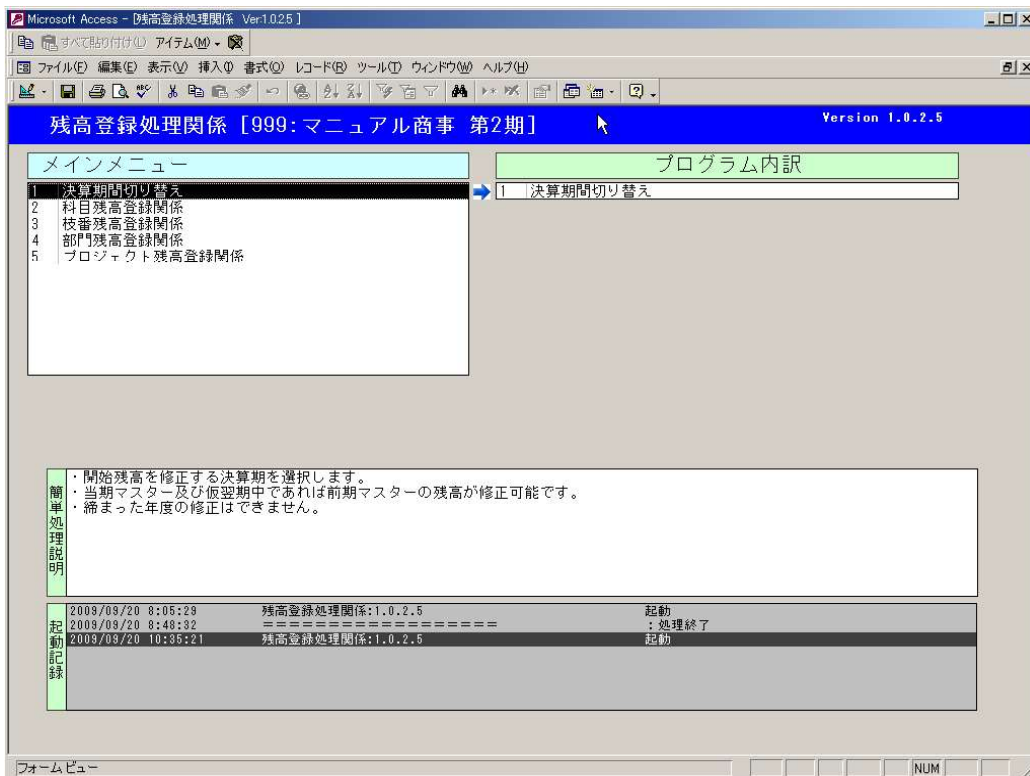 Microsoft Access - [残高登録処理関係 Ver:1.0.2.5 ]
すべて貼り付け(L) アイテム(M)
ファイル(F) 編集(E) 表示(V) 挿入(I) 書式(O) レコード(R) ツール(T) ウィンドウ(W) ヘルプ(H)
残高登録処理関係 [999:マニュアル商事 第2期]
Version 1.0.2.5
メインメニュー
プログラム内訳
1 決算期間切り替え
1 決算期間切り替え
2 科目残高登録関係
3 枝番残高登録関係
4 部門残高登録関係
5 プロジェクト残高登録関係
簡単処理説明
・開始残高を修正する決算期を選択します。
・当期マスター及び仮翌期中であれば前期マスターの残高が修正可能です。
・締まった年度の修正はできません。
起動記録
2009/09/20 8:05:29 残高登録処理関係:1.0.2.5 起動
2009/09/20 8:48:32 ================== :処理終了
2009/09/20 10:35:21 残高登録処理関係:1.0.2.5 起動
フォームビュー
NUM